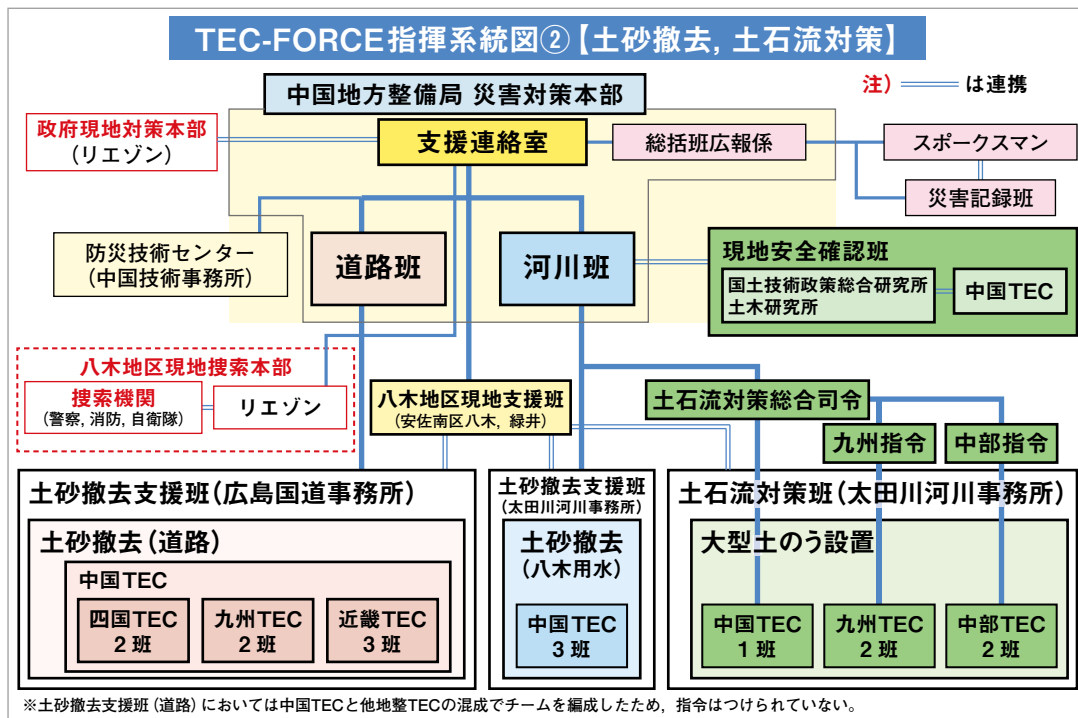 TEC-FORCE指揮系統図②【土砂撤去, 土石流対策】
中国地方整備局 災害対策本部
注) は連携
政府現地対策本部
(リエゾン)
支援連絡室
総括班広報係
スポークスマン
災害記録班
防災技術センター
(中国技術事務所)
道路班
河川班
現地安全確認班
国土技術政策総合研究所
土木研究所
中国TEC
八木地区現地捜索本部
捜索機関
(警察, 消防, 自衛隊)
リエゾン
八木地区現地支援班
(安佐南区八木, 緑井)
土石流対策総合司令
九州指令
中部指令
土砂撤去支援班(広島国道事務所)
土砂撤去(道路)
中国TEC
四国TEC
2班
九州TEC
2班
近畿TEC
3班
土砂撤去支援班
(太田川河川事務所)
土砂撤去
(八木用水)
中国TEC
3班
土石流対策班(太田川河川事務所)
大型土のう設置
中国TEC
1班
九州TEC
2班
中部TEC
2班
※土砂撤去支援班(道路)においては中国TECと他地整TECの混成でチームを編成したため, 指令はつけられていない。